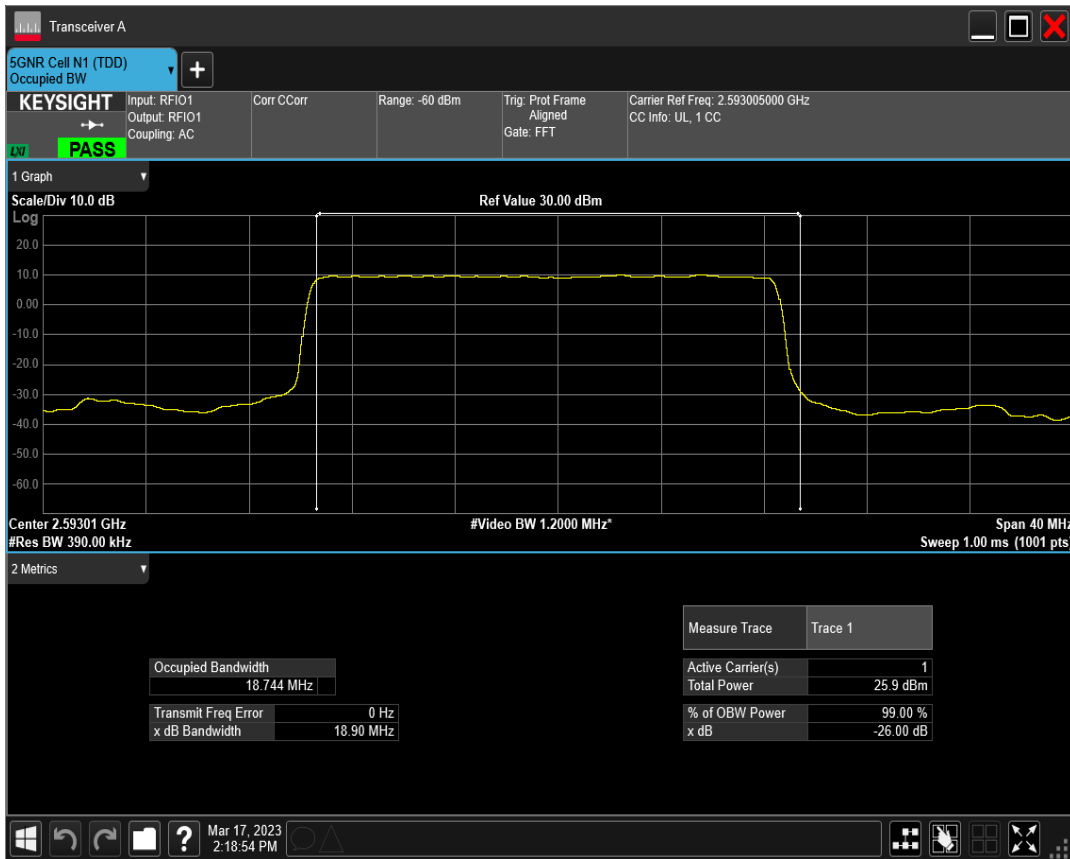 Transceiver A
5GNR Cell N1 (TDD)
Occupied BW
+
KEYSIGHT
LXI
PASS
Input: RFIO1
Output: RFIO1
Coupling: AC
Corr CCorr
Range: -60 dBm
Trig: Prot Frame
Aligned
Gate: FFT
Carrier Ref Freq: 2.593005000 GHz
CC Info: UL, 1 CC
1 Graph
Scale/Div 10.0 dB
Ref Value 30.00 dBm
Log
20.0
10.0
0.00
-10.0
-20.0
-30.0
-40.0
-50.0
-60.0
Center 2.59301 GHz
#Video BW 1.2000 MHz*
Span 40 MHz
#Res BW 390.00 kHz
Sweep 1.00 ms (1001 pts)
2 Metrics
Measure Trace Trace 1
Occupied Bandwidth
18.744 MHz
Active Carrier(s) 1
Total Power 25.9 dBm
Transmit Freq Error 0 Hz
x dB Bandwidth 18.90 MHz
% of OBW Power 99.00 %
x dB -26.00 dB
?
Mar 17, 2023
2:18:54 PM